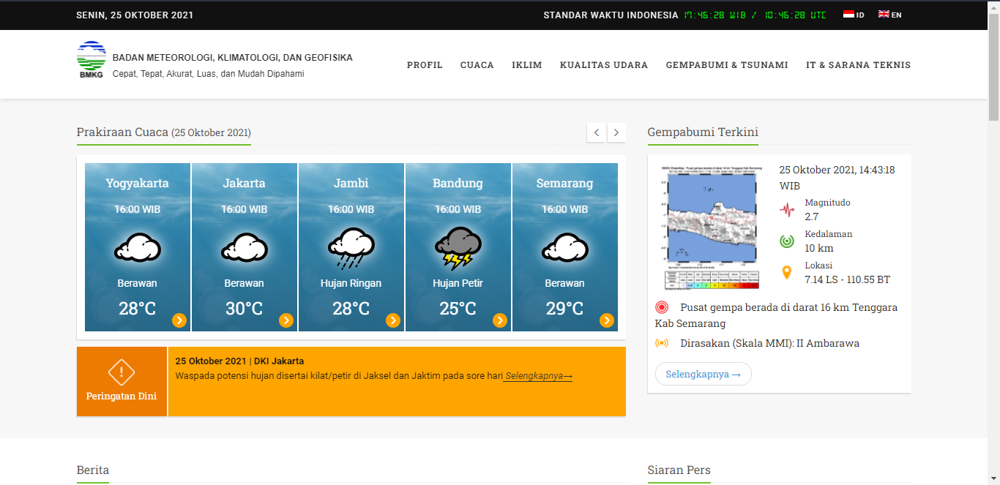 SENIN, 25 OKTOBER 2021
STANDAR WAKTU INDONESIA 17:46:28 WIB / 10:46:28 UTC
ID
EN
BMKG
BADAN METEOROLOGI, KLIMATOLOGI, DAN GEOFISIKA
Cepat, Tepat, Akurat, Luas, dan Mudah Dipahami
PROFIL
CUACA
IKLIM
KUALITAS UDARA
GEMPABUMI & TSUNAMI
IT & SARANA TEKNIS
Prakiraan Cuaca (25 Oktober 2021)
Yogyakarta
16:00 WIB
Berawan
28°C
Jakarta
16:00 WIB
Berawan
30°C
Jambi
16:00 WIB
Hujan Ringan
28°C
Bandung
16:00 WIB
Hujan Petir
25°C
Semarang
16:00 WIB
Berawan
29°C
Peringatan Dini
25 Oktober 2021 | DKI Jakarta
Waspada potensi hujan disertai kilat/petir di Jaksel dan Jaktim pada sore hari Selengkapnya→
Gempabumi Terkini
25 Oktober 2021, 14:43:18
WIB
Magnitudo
2.7
Kedalaman
10 km
Lokasi
7.14 LS - 110.55 BT
Pusat gempa berada di darat 16 km Tenggara
Kab Semarang
Dirasakan (Skala MMI): II Ambarawa
Selengkapnya →
Berita
Siaran Pers